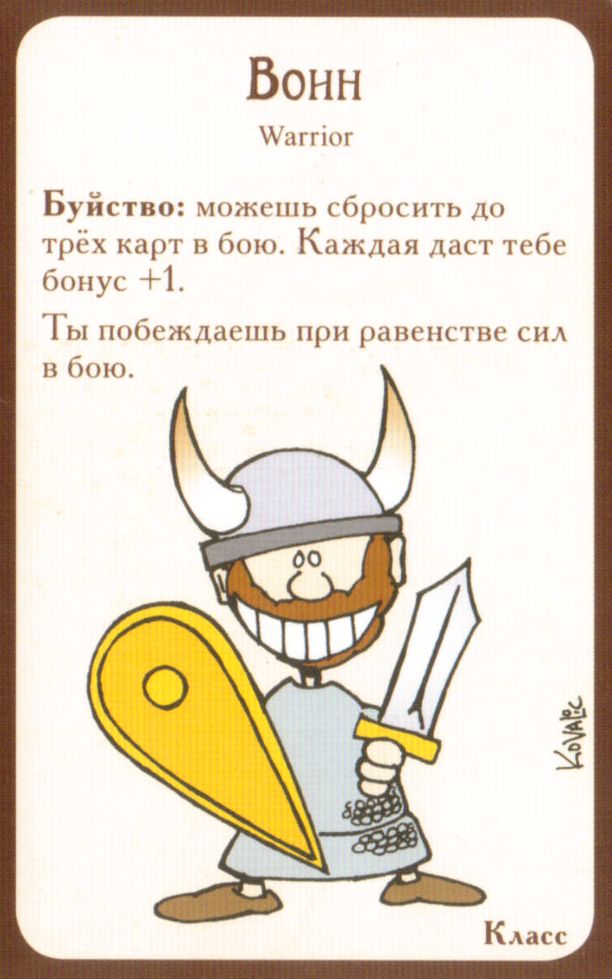 Воин
Warrior
Буйство: можешь сбросить до
трёх карт в бою. Каждая даст тебе
бонус +1.
Ты побеждаешь при равенстве сил
в бою.
KOVALIC
Класс